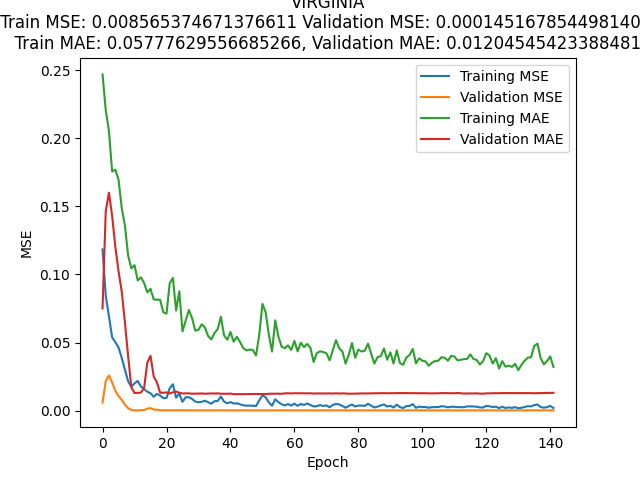 VIRGINIA
Train MSE: 0.008565374671376611 Validation MSE: 0.000145167854498140
Train MAE: 0.05777629556685266, Validation MAE: 0.01204545423388481
0.25
0.20
0.15
0.10
0.05
0.00
MSE
Training MSE
Validation MSE
Training MAE
Validation MAE
0 20 40 60 80 100 120 140
Epoch